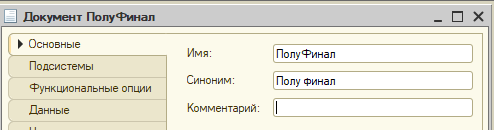 Документ ПолуФинал
Основные
Имя: ПолуФинал
Подсистемы
Синоним: Полу финал
Функциональные опции
Комментарий:
Данные